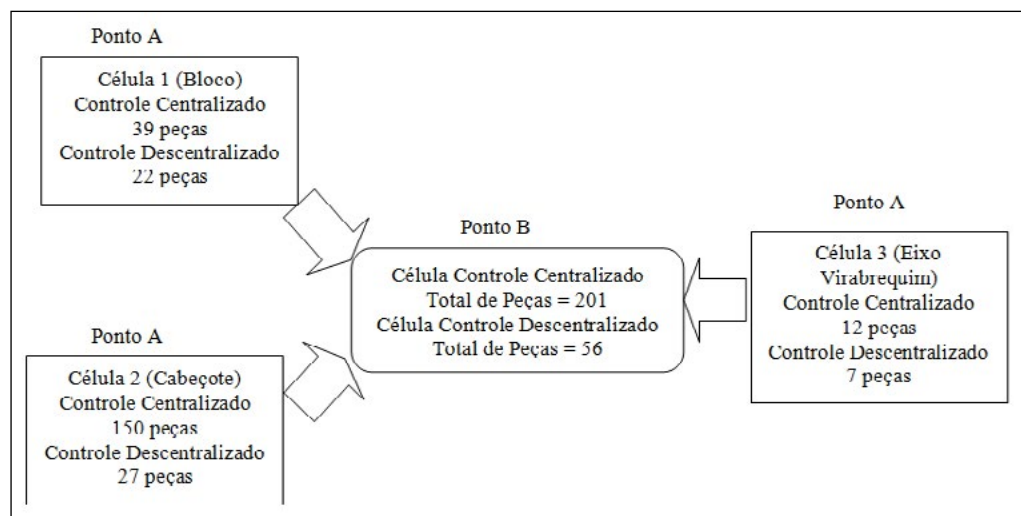 Ponto A
Célula 1 (Bloco)
Controle Centralizado
39 peças
Controle Descentralizado
22 peças
Ponto B
Célula Controle Centralizado
Total de Peças = 201
Célula Controle Descentralizado
Total de Peças = 56
Ponto A
Célula 3 (Eixo
Virabrequim)
Controle Centralizado
12 peças
Controle Descentralizado
7 peças
Ponto A
Célula 2 (Cabeçote)
Controle Centralizado
150 peças
Controle Descentralizado
27 peças